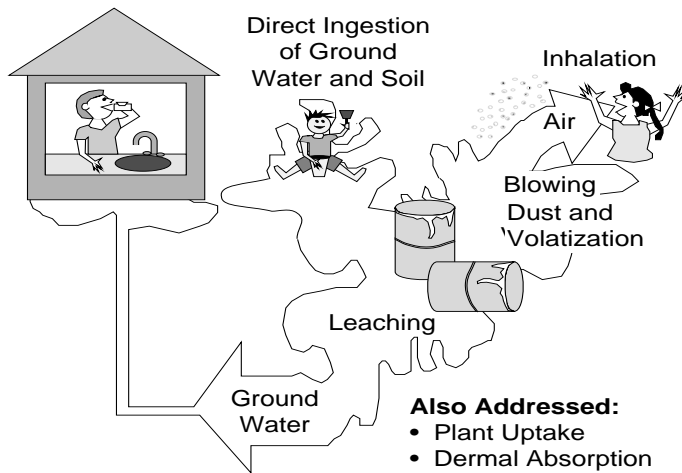 Direct Ingestion
of Ground
Water and Soil
Inhalation
Air
Blowing
Dust and
Volatization
Leaching
Ground
Water
Also Addressed:
• Plant Uptake
• Dermal Absorption